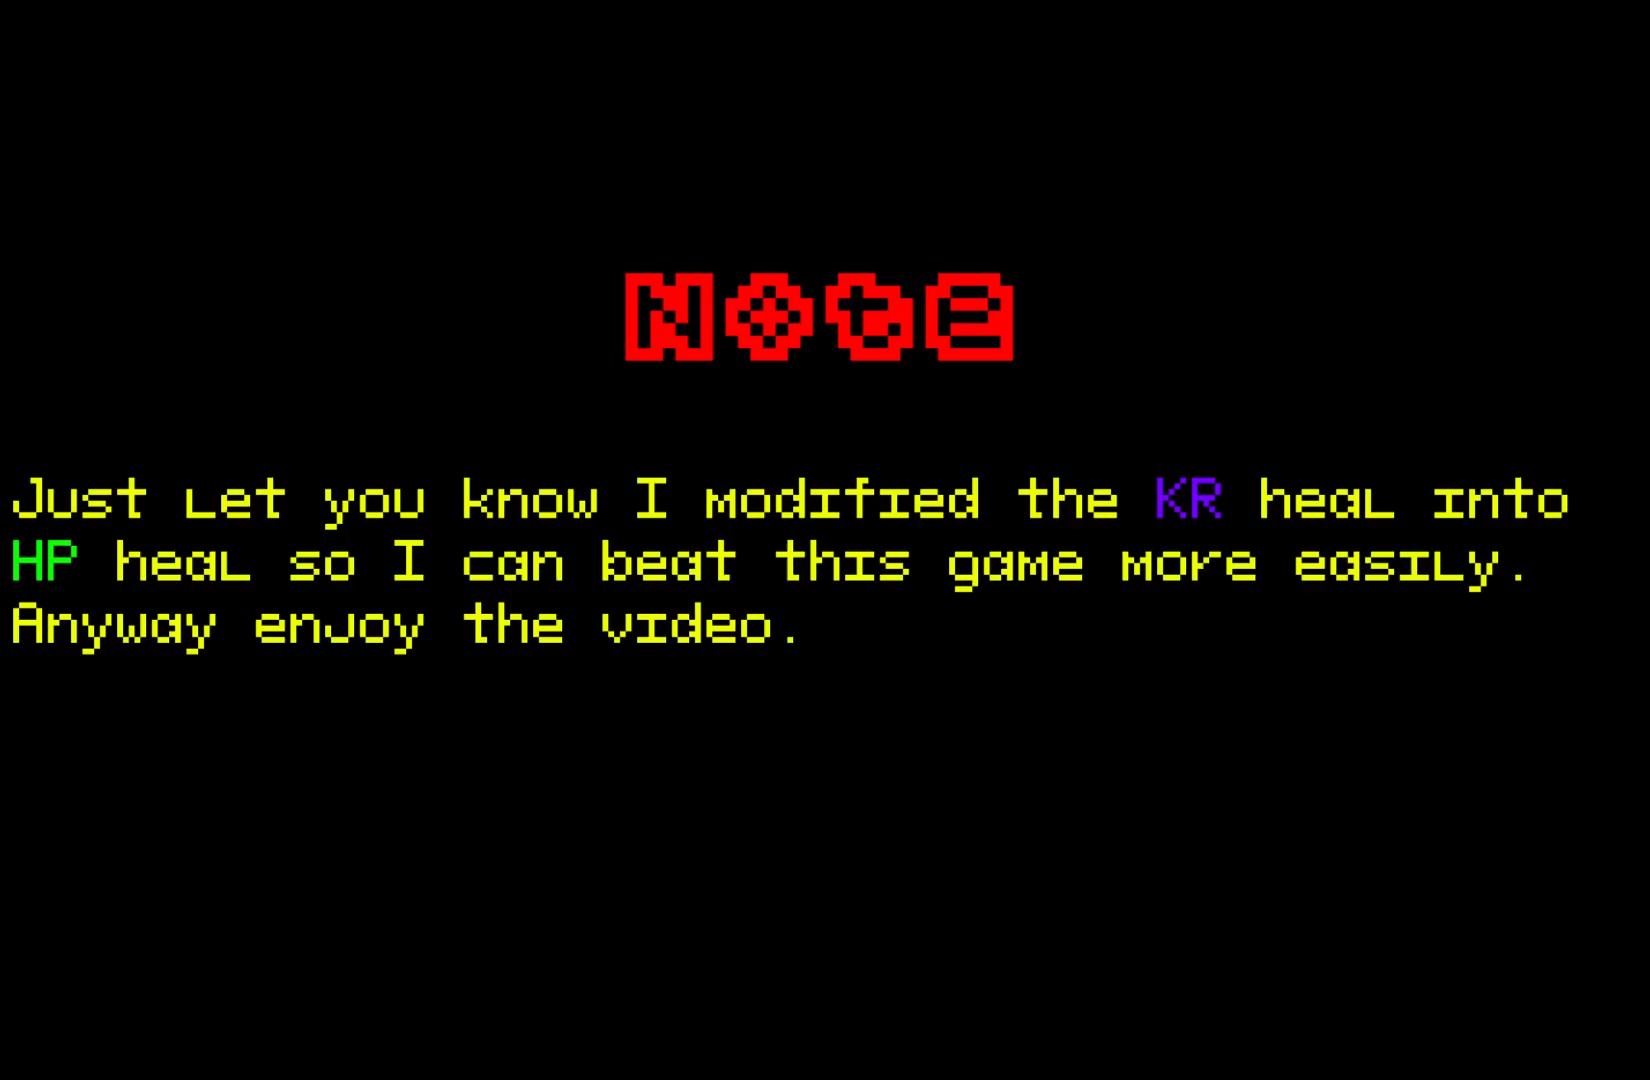 Note
Just let you know I modified the KR heal into
HP heal so I can beat this game more easily.
Anyway enjoy the video.